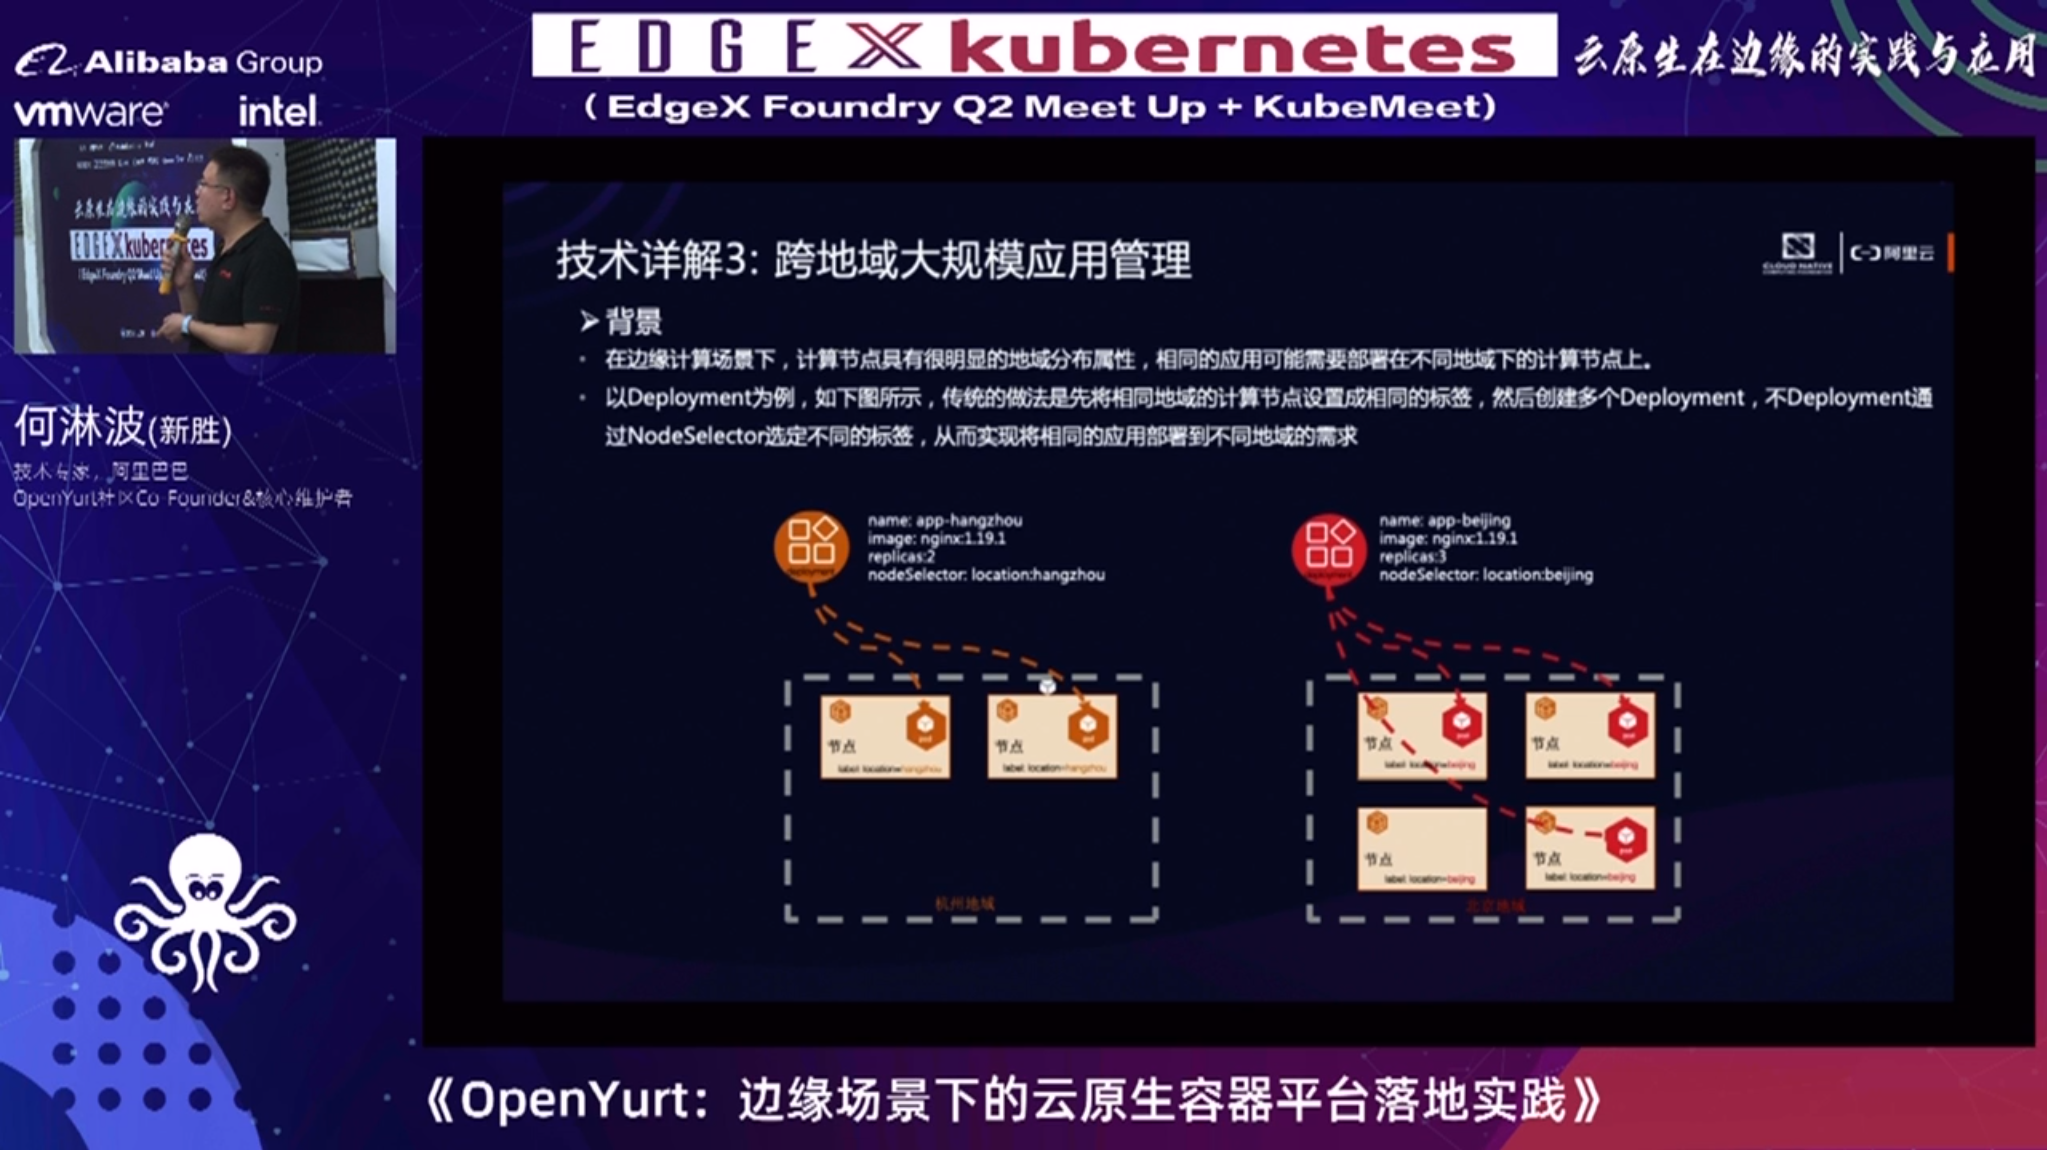 Alibaba Group
vmware intel
EDGE X kubernetes
云原生在边缘的实践与应用
( EdgeX Foundry Q2 Meet Up + KubeMeet)
云原生在边缘的实践与
EDGE X kubernetes
何淋波(新胜)
技术专家，阿里巴巴
OpenYurt社区Co-Founder&核心维护者
技术详解3: 跨地域大规模应用管理
CLOUD NATIVE
阿里云
背景
在边缘计算场景下，计算节点具有很明显的地域分布属性，相同的应用可能需要部署在不同地域下的计算节点上。
以Deployment为例，如下图所示，传统的做法是先将相同地域的计算节点设置成相同的标签，然后创建多个Deployment，不Deployment通
过NodeSelector选定不同的标签，从而实现将相同的应用部署到不同地域的需求
name: app-hangzhou
image: nginx:1.19.1
replicas:2
nodeSelector: location:hangzhou
deployment
name: app-beijing
image: nginx:1.19.1
replicas:3
nodeSelector: location:beijing
deployment
节点
label: location=hangzhou
节点
label: location=hangzhou
杭州地域
节点
label: location=beijing
节点
label: location=beijing
节点
label: location=beijing
节点
label: location=beijing
北京地域
《OpenYurt：边缘场景下的云原生容器平台落地实践》